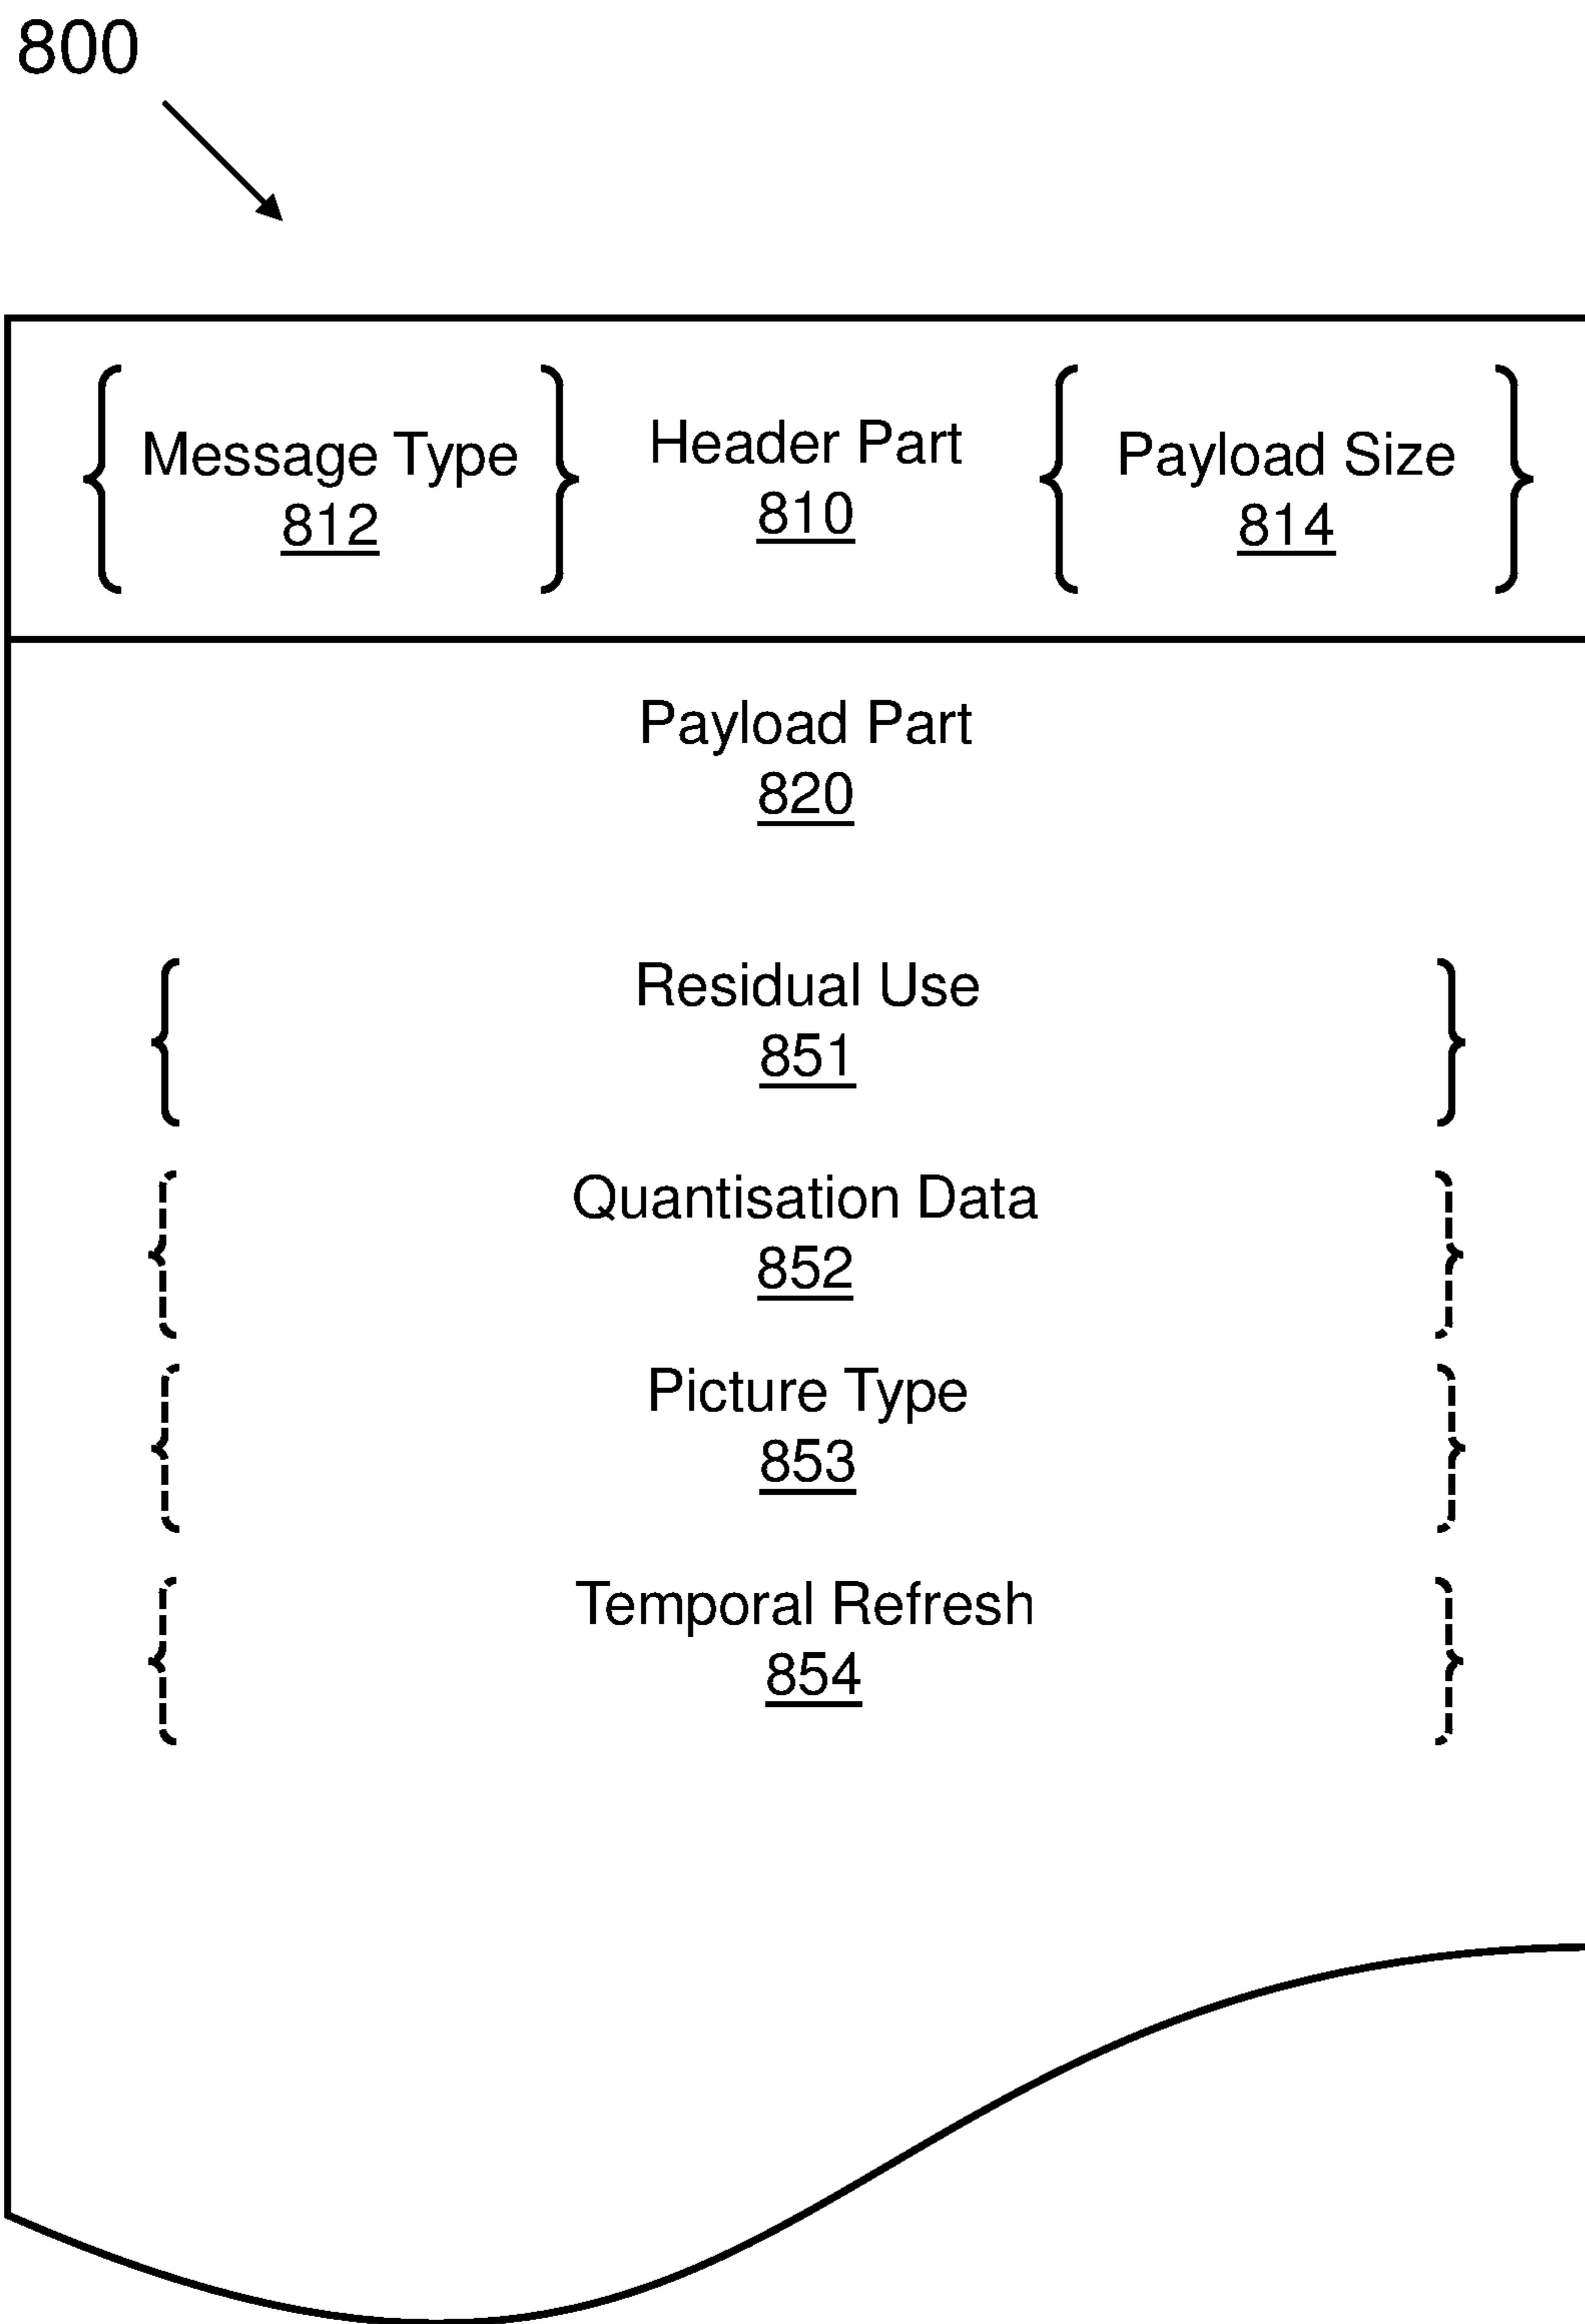 800
Message Type
812
Header Part
810
Payload Size
814
Payload Part
820
Residual Use
851
Quantisation Data
852
Picture Type
853
Temporal Refresh
854